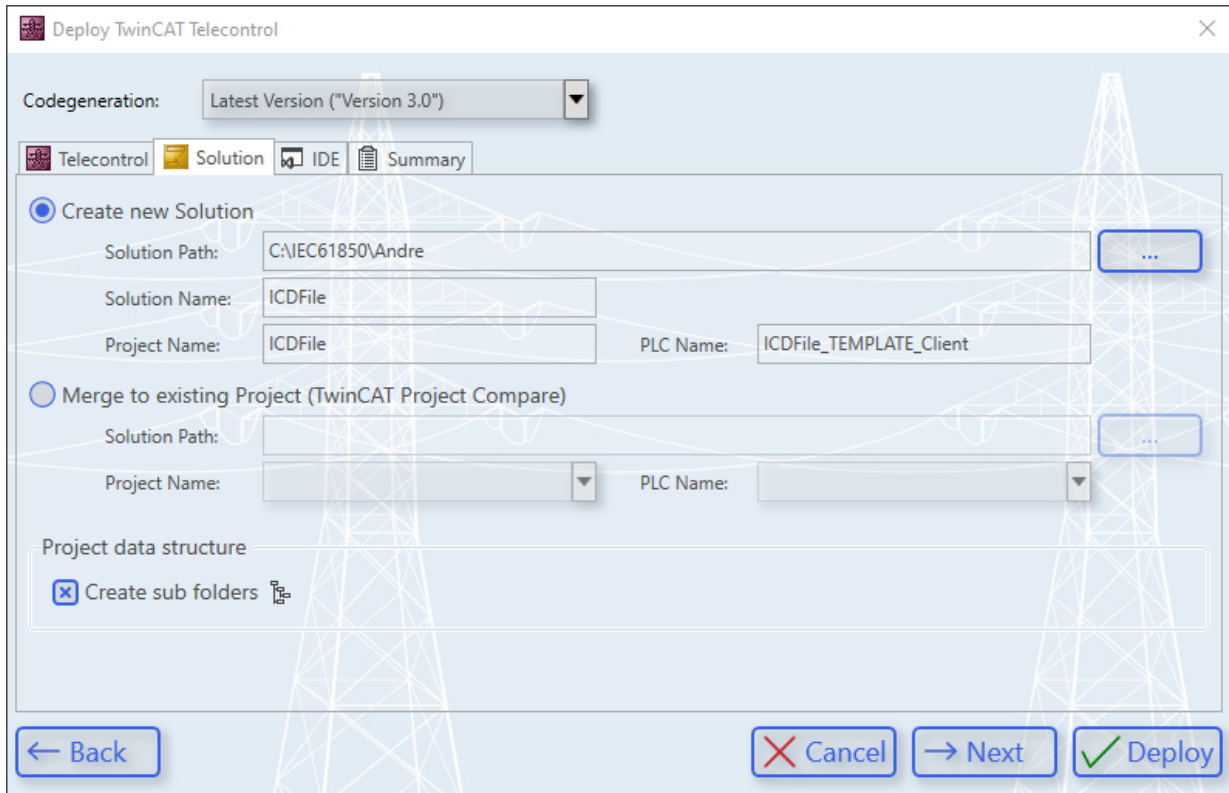 Deploy TwinCAT Telecontrol
Codegeneration: Latest Version ("Version 3.0")
Telecontrol Solution IDE Summary
Create new Solution
Solution Path: C:\IEC61850\Andre ...
Solution Name: ICDFile
Project Name: ICDFile PLC Name: ICDFile_TEMPLATE_Client
Merge to existing Project (TwinCAT Project Compare)
Solution Path: ...
Project Name: PLC Name:
Project data structure
Create sub folders
Back Cancel Next Deploy